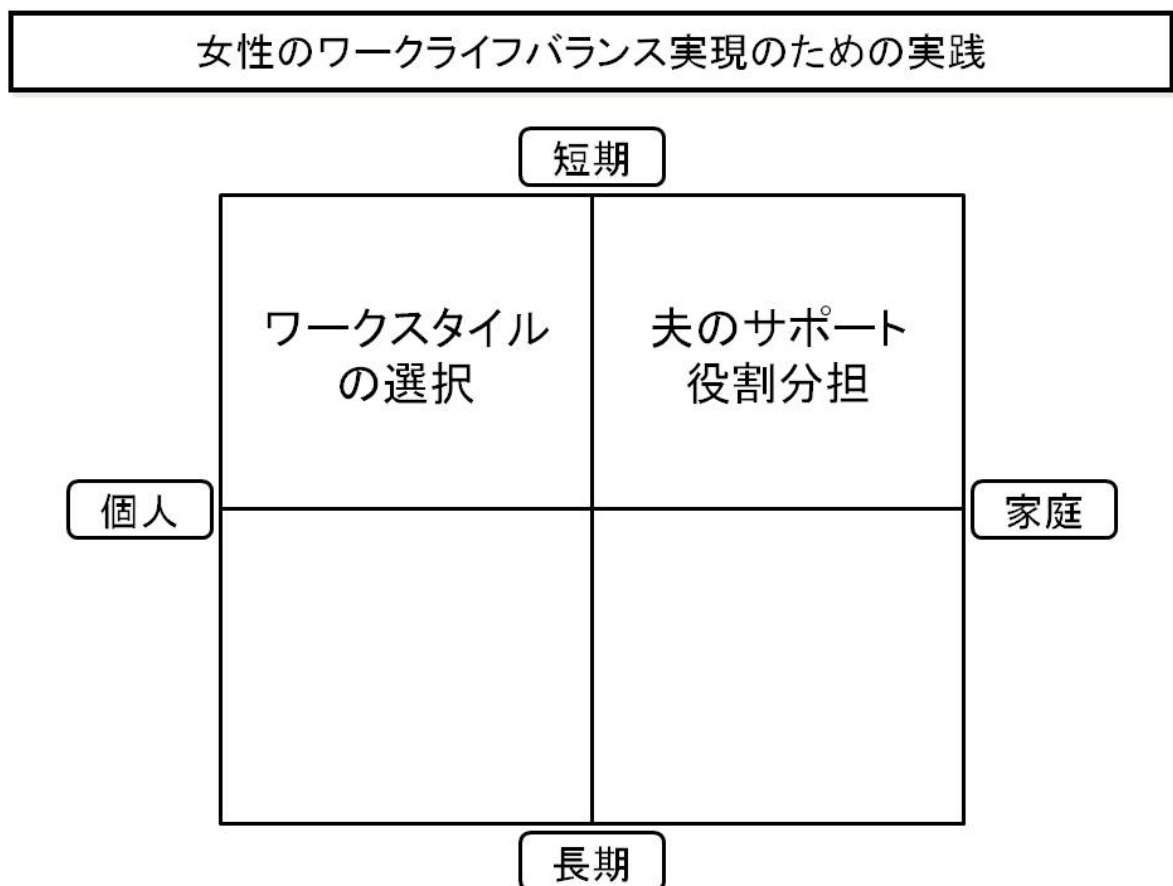 女性のワークライフバランス実現のための実践
短期
ワークスタイル
の選択
夫のサポート
役割分担
個人
家庭
長期